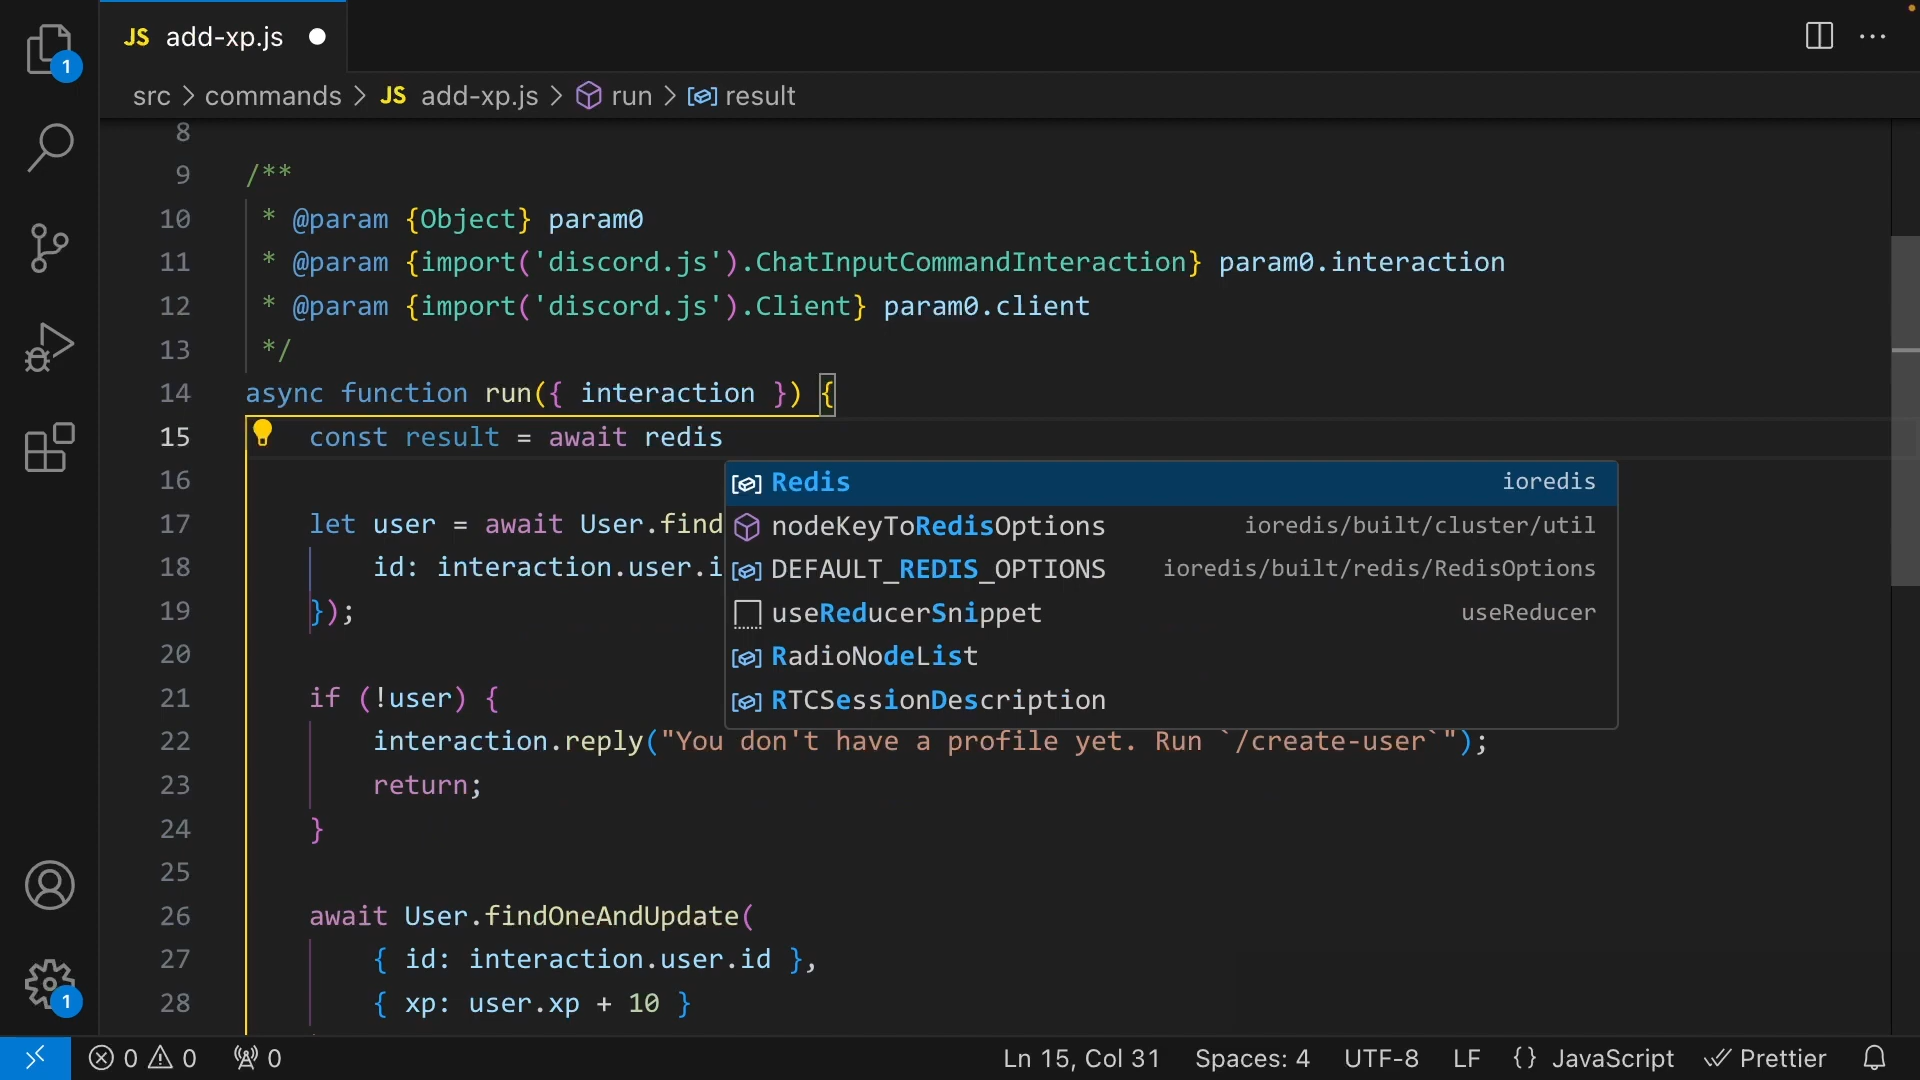 JS add-xp.js
1
src > commands > JS add-xp.js > run > result
8
9 /**
10 * @param {Object} param0
11 * @param {import('discord.js').ChatInputCommandInteraction} param0.interaction
12 * @param {import('discord.js').Client} param0.client
13 */
14 async function run({ interaction }) {
15 const result = await redis
16
Redis ioredis
17 let user = await User.find
nodeKeyToRedisOptions ioredis/built/cluster/util
18 id: interaction.user.i
DEFAULT_REDIS_OPTIONS ioredis/built/redis/RedisOptions
19 });
useReducerSnippet useReducer
20
RadioNodeList
21 if (!user) {
RTCSessionDescription
22 interaction.reply("You don't have a profile yet. Run `/create-user`");
23 return;
24 }
25
26 await User.findOneAndUpdate(
27 { id: interaction.user.id },
28 { xp: user.xp + 10 }
1
0 0 0 Ln 15, Col 31 Spaces: 4 UTF-8 LF {} JavaScript Prettier